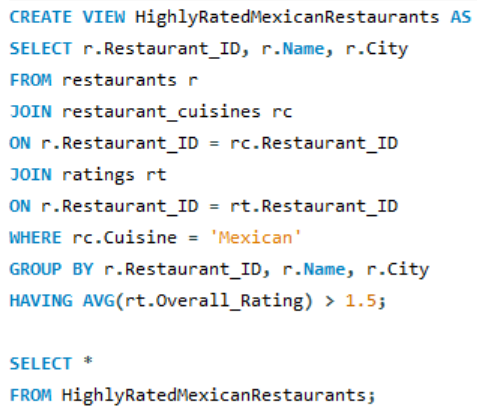 CREATE VIEW HighlyRatedMexicanRestaurants AS
SELECT r.Restaurant_ID, r.Name, r.City
FROM restaurants r
JOIN restaurant_cuisines rc
ON r.Restaurant_ID = rc.Restaurant_ID
JOIN ratings rt
ON r.Restaurant_ID = rt.Restaurant_ID
WHERE rc.Cuisine = 'Mexican'
GROUP BY r.Restaurant_ID, r.Name, r.City
HAVING AVG(rt.Overall_Rating) > 1.5;
SELECT *
FROM HighlyRatedMexicanRestaurants;